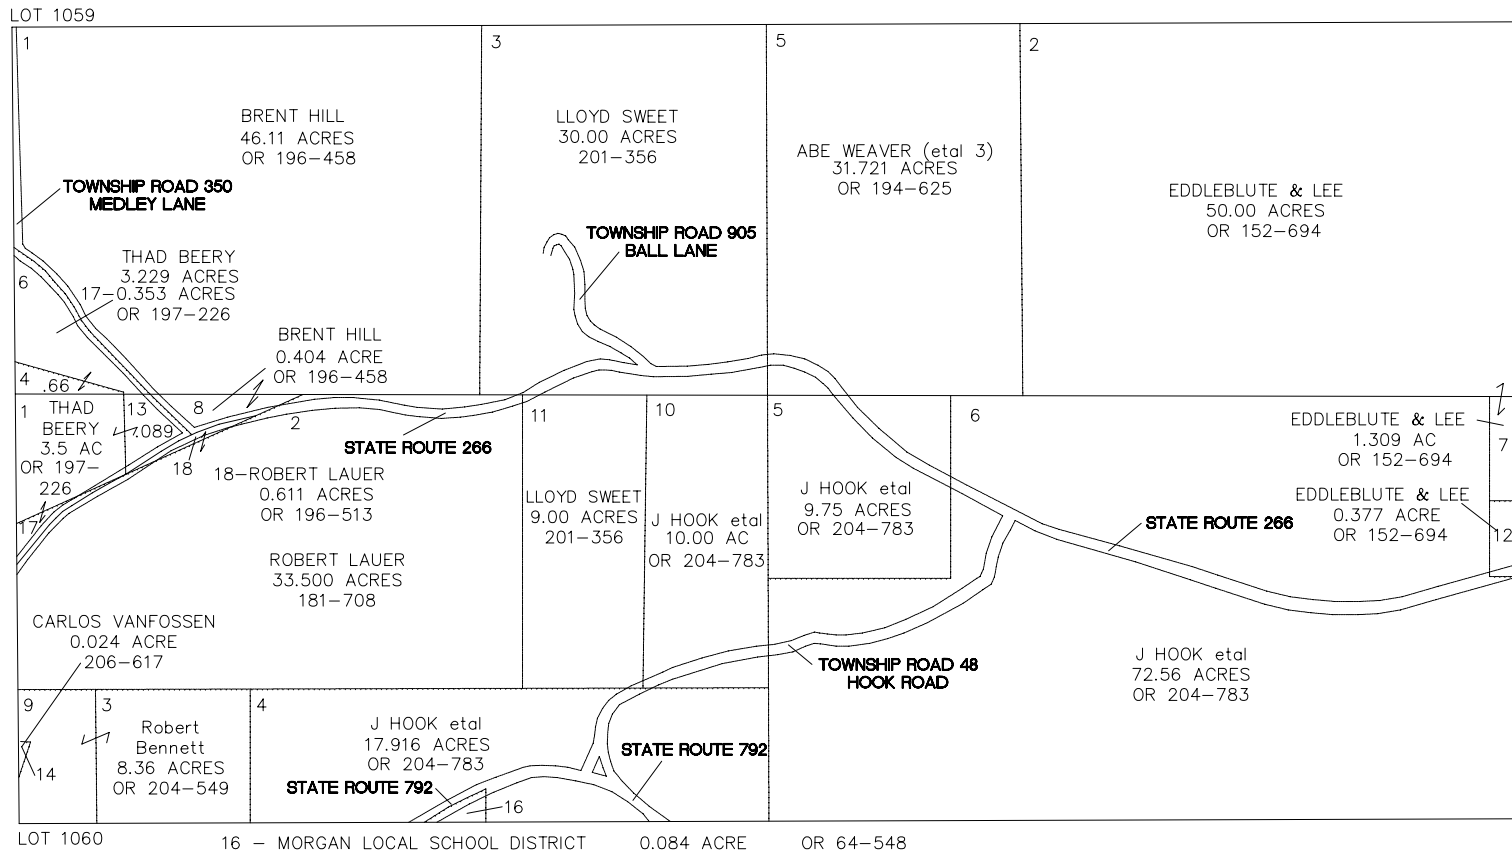 LOT 1059
1
3
5
2
BRENT HILL
46.11 ACRES
OR 196-458
LLOYD SWEET
30.00 ACRES
201-356
ABE WEAVER (etal 3)
31.721 ACRES
OR 194-625
EDDLEBLUTE & LEE
50.00 ACRES
OR 152-694
TOWNSHIP ROAD 350
MEDLEY LANE
TOWNSHIP ROAD 905
BALL LANE
THAD BEERY
3.229 ACRES
17-0.353 ACRES
OR 197-226
6
BRENT HILL
0.404 ACRE
OR 196-458
4
.66
1
THAD
BEERY
3.5 AC
OR 197-
226
13
.089
8
2
18
17
STATE ROUTE 266
11
10
5
6
EDDLEBLUTE & LEE
1.309 AC
OR 152-694
7
18-ROBERT LAUER
0.611 ACRES
OR 196-513
LLOYD SWEET
9.00 ACRES
201-356
J HOOK etal
10.00 AC
OR 204-783
J HOOK etal
9.75 ACRES
OR 204-783
STATE ROUTE 266
EDDLEBLUTE & LEE
0.377 ACRE
OR 152-694
12
ROBERT LAUER
33.500 ACRES
181-708
CARLOS VANFOSSEN
0.024 ACRE
206-617
TOWNSHIP ROAD 48
HOOK ROAD
J HOOK etal
72.56 ACRES
OR 204-783
9
14
3
Robert
Bennett
8.36 ACRES
OR 204-549
4
J HOOK etal
17.916 ACRES
OR 204-783
STATE ROUTE 792
STATE ROUTE 792
16
LOT 1060
16 - MORGAN LOCAL SCHOOL DISTRICT 0.084 ACRE OR 64-548